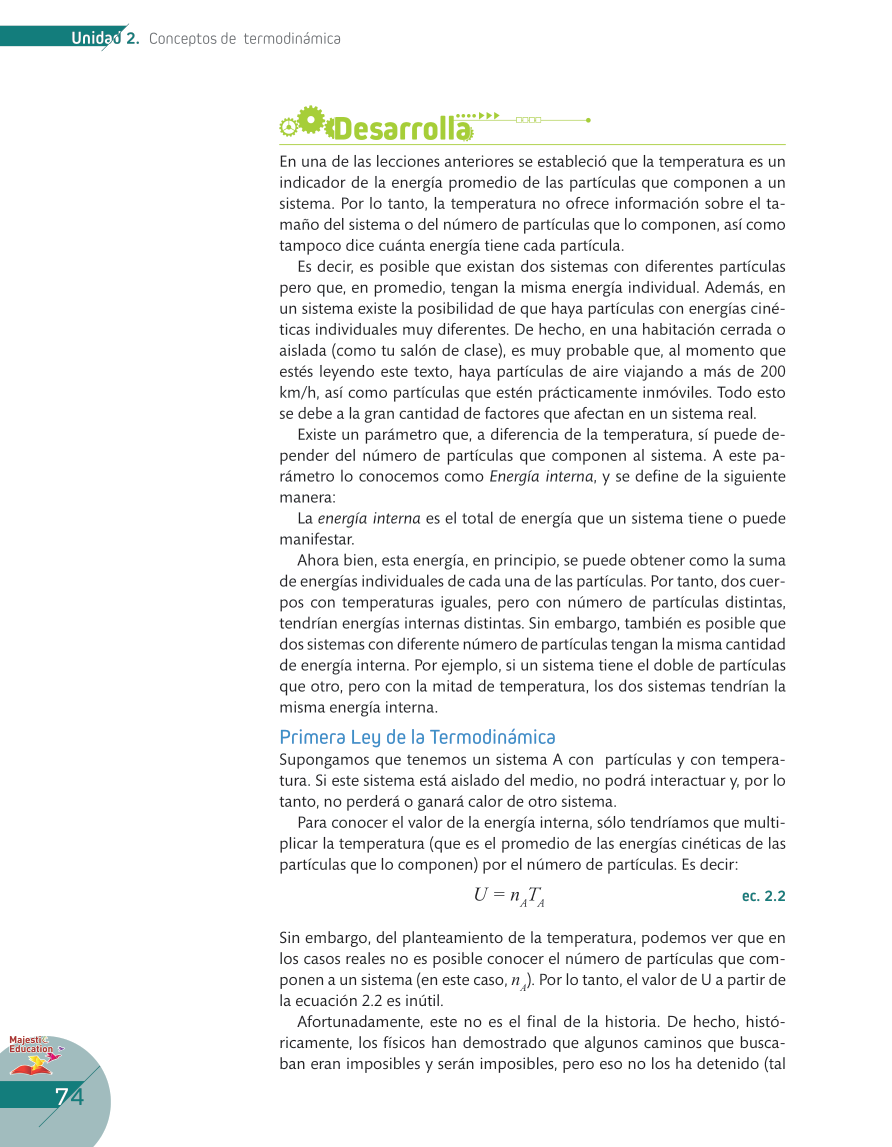 Unidad 2. Conceptos de termodinámica
Desarrolla
En una de las lecciones anteriores se estableció que la temperatura es un
indicador de la energía promedio de las partículas que componen a un
sistema. Por lo tanto, la temperatura no ofrece información sobre el ta-
maño del sistema o del número de partículas que lo componen, así como
tampoco dice cuánta energía tiene cada partícula.
Es decir, es posible que existan dos sistemas con diferentes partículas
pero que, en promedio, tengan la misma energía individual. Además, en
un sistema existe la posibilidad de que haya partículas con energías ciné-
ticas individuales muy diferentes. De hecho, en una habitación cerrada o
aislada (como tu salón de clase), es muy probable que, al momento que
estés leyendo este texto, haya partículas de aire viajando a más de 200
km/h, así como partículas que estén prácticamente inmóviles. Todo esto
se debe a la gran cantidad de factores que afectan en un sistema real.
Existe un parámetro que, a diferencia de la temperatura, sí puede de-
pender del número de partículas que componen al sistema. A este pa-
rámetro lo conocemos como Energía interna, y se define de la siguiente
manera:
La energía interna es el total de energía que un sistema tiene o puede
manifestar.
Ahora bien, esta energía, en principio, se puede obtener como la suma
de energías individuales de cada una de las partículas. Por tanto, dos cuer-
pos con temperaturas iguales, pero con número de partículas distintas,
tendrían energías internas distintas. Sin embargo, también es posible que
dos sistemas con diferente número de partículas tengan la misma cantidad
de energía interna. Por ejemplo, si un sistema tiene el doble de partículas
que otro, pero con la mitad de temperatura, los dos sistemas tendrían la
misma energía interna.
Primera Ley de la Termodinámica
Supongamos que tenemos un sistema A con partículas y con tempera-
tura. Si este sistema está aislado del medio, no podrá interactuar y, por lo
tanto, no perderá o ganará calor de otro sistema.
Para conocer el valor de la energía interna, sólo tendríamos que multi-
plicar la temperatura (que es el promedio de las energías cinéticas de las
partículas que lo componen) por el número de partículas. Es decir:
U = n_A T_A ec. 2.2
Sin embargo, del planteamiento de la temperatura, podemos ver que en
los casos reales no es posible conocer el número de partículas que com-
ponen a un sistema (en este caso, n_A). Por lo tanto, el valor de U a partir de
la ecuación 2.2 es inútil.
Afortunadamente, este no es el final de la historia. De hecho, histó-
ricamente, los físicos han demostrado que algunos caminos que busca-
ban eran imposibles y serán imposibles, pero eso no los ha detenido (tal
Majestic
Education
74